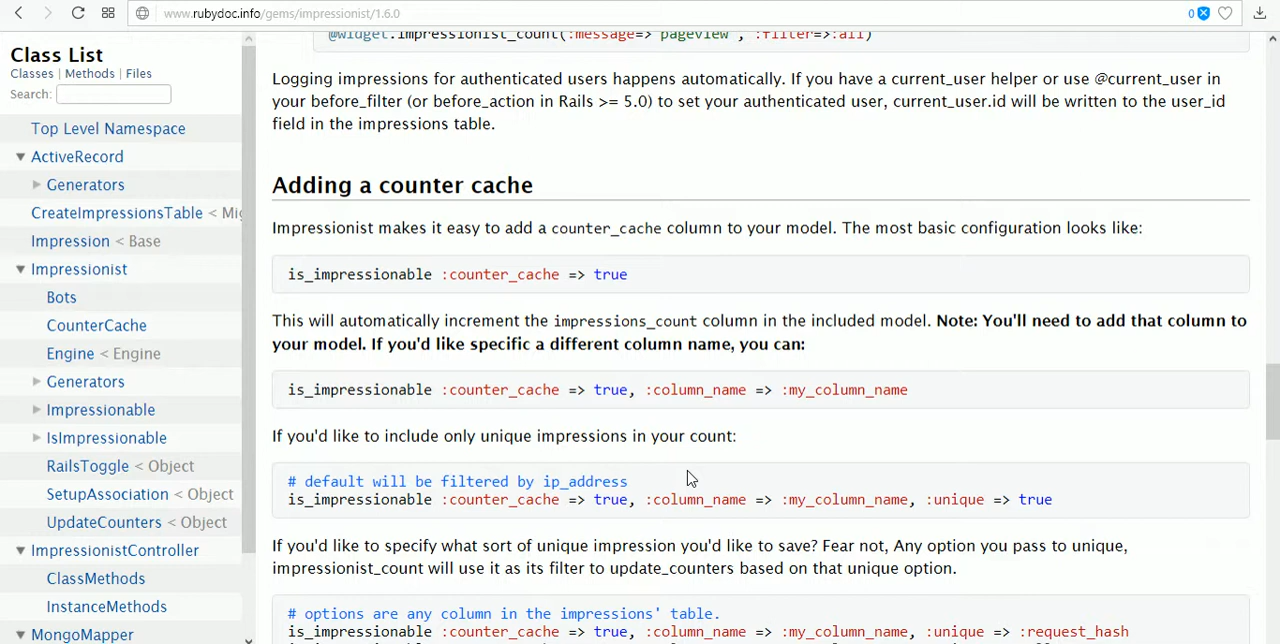 www.rubydoc.info/gems/impressionist/1.6.0
0
Class List
Classes | Methods | Files
Search:
Top Level Namespace
▼ ActiveRecord
▶ Generators
CreateImpressionsTable < Mig
Impression < Base
▼ Impressionist
Bots
CounterCache
Engine < Engine
▶ Generators
▶ Impressionable
▶ IsImpressionable
RailsToggle < Object
SetupAssociation < Object
UpdateCounters < Object
▼ ImpressionistController
ClassMethods
InstanceMethods
▼ MongoMapper
@widget.impressionist_count(:message=>"pageview", :filter=>:all)
Logging impressions for authenticated users happens automatically. If you have a current_user helper or use @current_user in
your before_filter (or before_action in Rails >= 5.0) to set your authenticated user, current_user.id will be written to the user_id
field in the impressions table.
Adding a counter cache
Impressionist makes it easy to add a counter_cache column to your model. The most basic configuration looks like:
is_impressionable :counter_cache => true
This will automatically increment the impressions_count column in the included model. Note: You'll need to add that column to
your model. If you'd like specific a different column name, you can:
is_impressionable :counter_cache => true, :column_name => :my_column_name
If you'd like to include only unique impressions in your count:
# default will be filtered by ip_address
is_impressionable :counter_cache => true, :column_name => :my_column_name, :unique => true
If you'd like to specify what sort of unique impression you'd like to save? Fear not, Any option you pass to unique,
impressionist_count will use it as its filter to update_counters based on that unique option.
# options are any column in the impressions' table.
is_impressionable :counter_cache => true, :column_name => :my_column_name, :unique => :request_hash